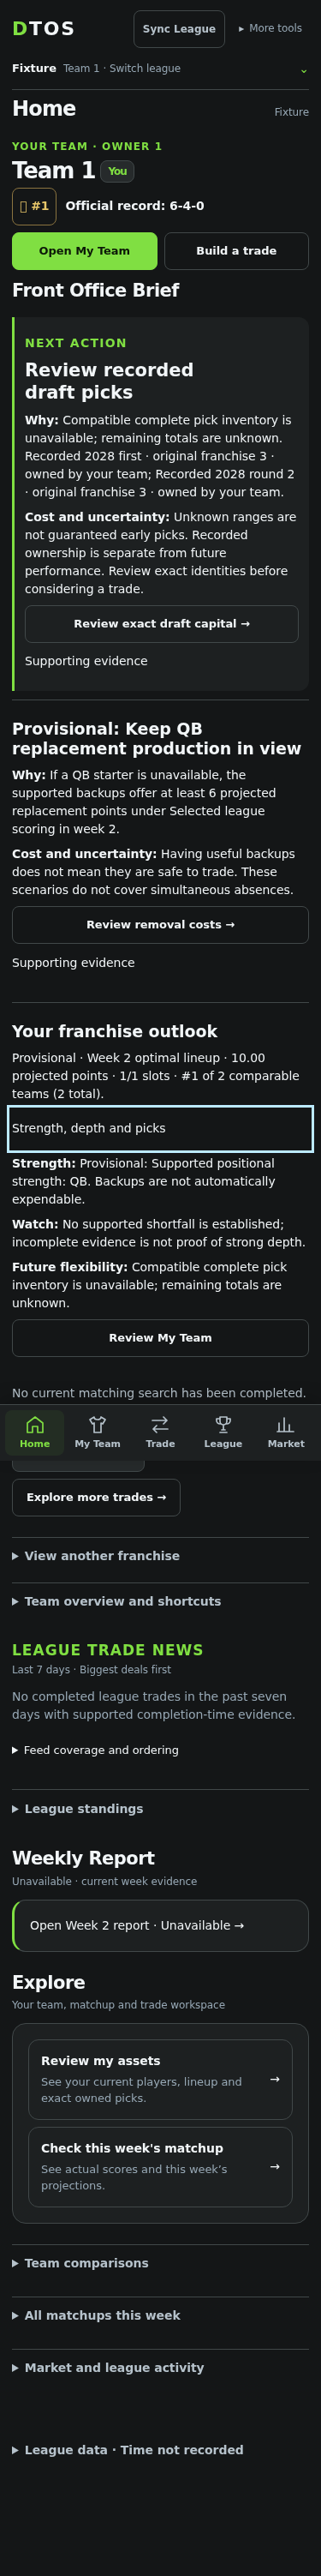 DTOS
Sync League
▸ More tools
Fixture Team 1 · Switch league
Home
Fixture
YOUR TEAM · OWNER 1
Team 1 You
#1 Official record: 6-4-0
Open My Team
Build a trade
Front Office Brief
NEXT ACTION
Review recorded
draft picks
Why: Compatible complete pick inventory is
unavailable; remaining totals are unknown.
Recorded 2028 first · original franchise 3 ·
owned by your team; Recorded 2028 round 2
· original franchise 3 · owned by your team.
Cost and uncertainty: Unknown ranges are
not guaranteed early picks. Recorded
ownership is separate from future
performance. Review exact identities before
considering a trade.
Review exact draft capital →
Supporting evidence
Provisional: Keep QB
replacement production in view
Why: If a QB starter is unavailable, the
supported backups offer at least 6 projected
replacement points under Selected league
scoring in week 2.
Cost and uncertainty: Having useful backups
does not mean they are safe to trade. These
scenarios do not cover simultaneous absences.
Review removal costs →
Supporting evidence
Your franchise outlook
Provisional · Week 2 optimal lineup · 10.00
projected points · 1/1 slots · #1 of 2 comparable
teams (2 total).
Strength, depth and picks
Strength: Provisional: Supported positional
strength: QB. Backups are not automatically
expendable.
Watch: No supported shortfall is established;
incomplete evidence is not proof of strong depth.
Future flexibility: Compatible complete pick
inventory is unavailable; remaining totals are
unknown.
Review My Team
No current matching search has been completed.
Home
My Team
Trade
League
Market
Explore more trades →
▶ View another franchise
▶ Team overview and shortcuts
LEAGUE TRADE NEWS
Last 7 days · Biggest deals first
No completed league trades in the past seven
days with supported completion-time evidence.
▶ Feed coverage and ordering
▶ League standings
Weekly Report
Unavailable · current week evidence
Open Week 2 report · Unavailable →
Explore
Your team, matchup and trade workspace
Review my assets
See your current players, lineup and
exact owned picks.
→
Check this week's matchup
See actual scores and this week’s
projections.
→
▶ Team comparisons
▶ All matchups this week
▶ Market and league activity
▶ League data · Time not recorded